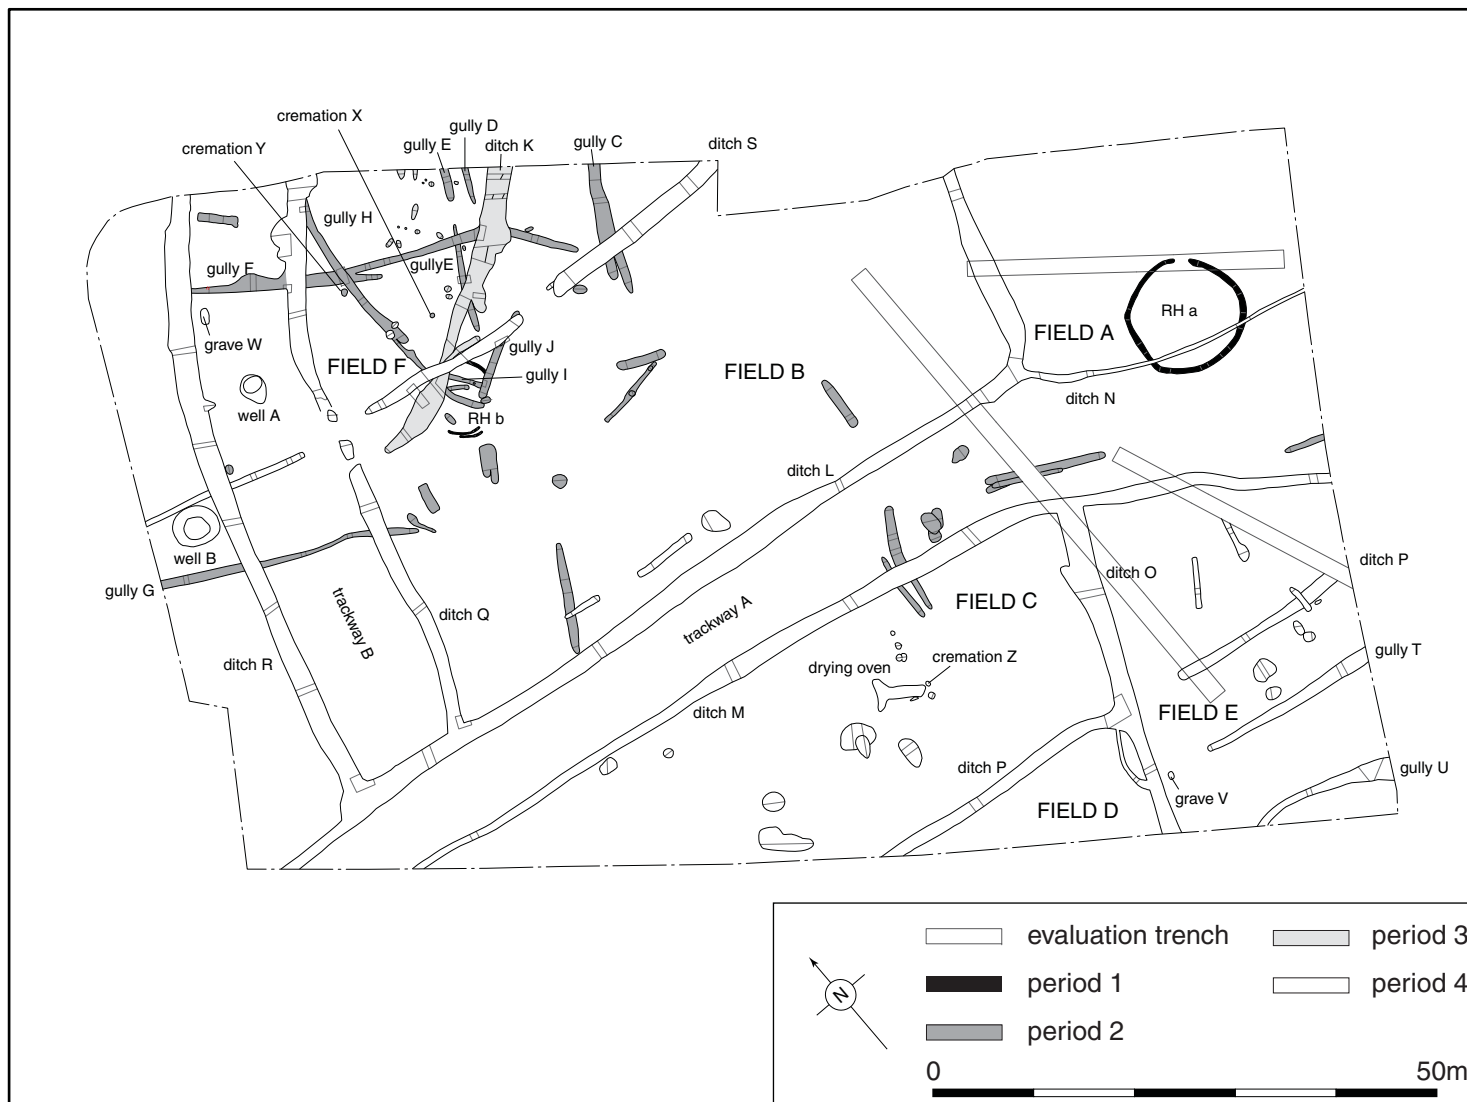 cremation X
gully D
cremation Y
gully E
ditch K
gully C
ditch S
gully H
gully F
gullyE
RH a
grave W
FIELD F
gully J
FIELD A
gully I
FIELD B
well A
RH b
ditch N
ditch L
well B
gully G
ditch P
ditch O
trackway B
ditch Q
trackway A
FIELD C
ditch R
gully T
drying oven
cremation Z
ditch M
FIELD E
ditch P
gully U
grave V
FIELD D
evaluation trench
period 3
period 1
period 4
N
period 2
0
50m